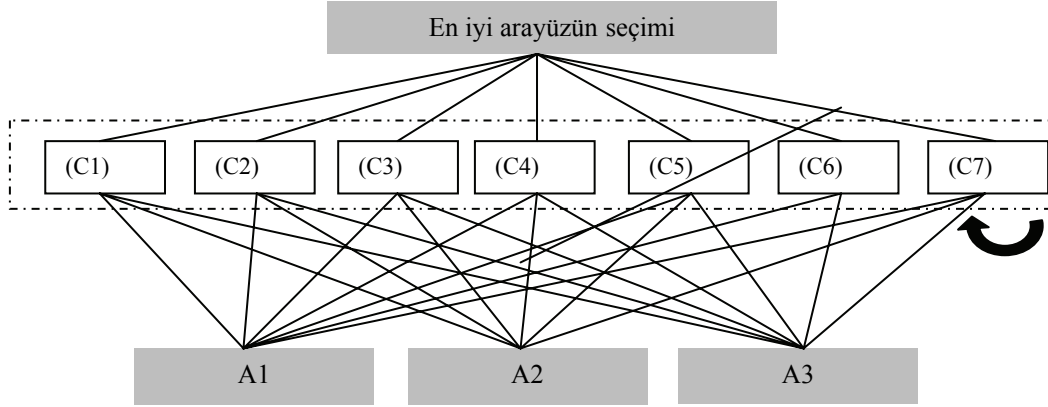 En iyi arayüzün seçimi
(C1) (C2) (C3) (C4) (C5) (C6) (C7)
A1 A2 A3